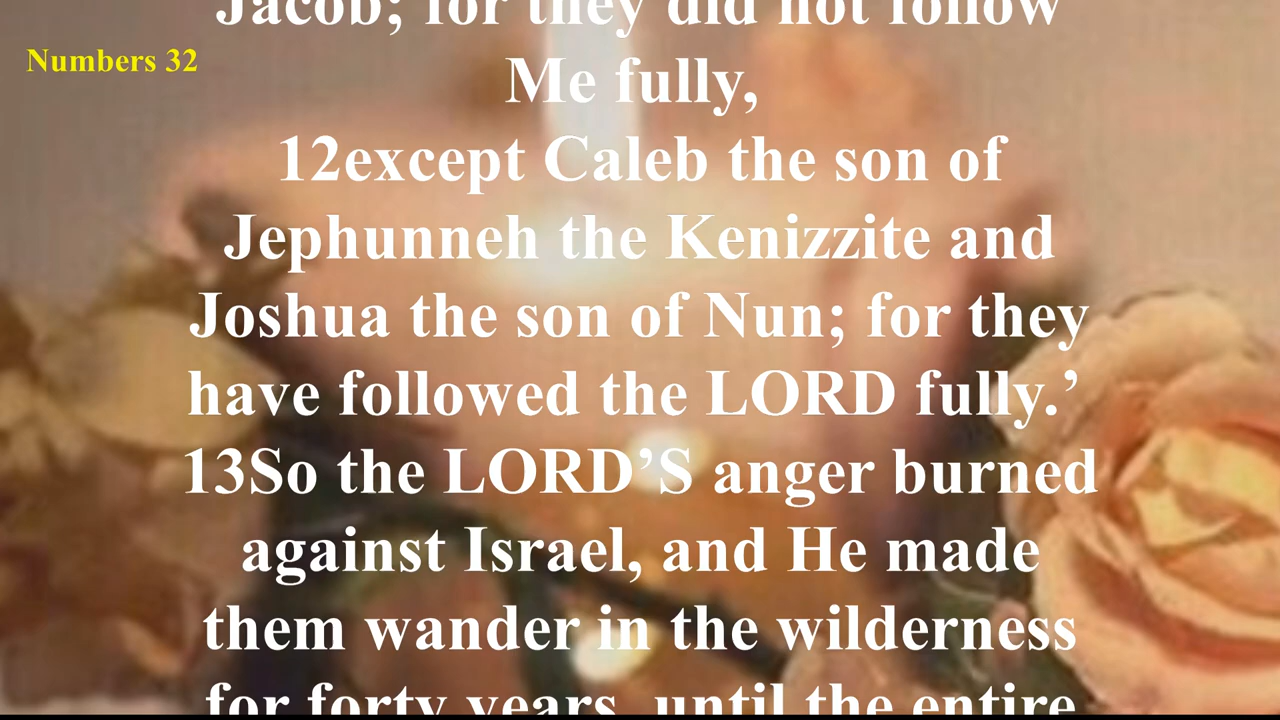 Jacob; for they did not follow
Numbers 32
Me fully,
12except Caleb the son of
Jephunneh the Kenizzite and
Joshua the son of Nun; for they
have followed the LORD fully.’
13So the LORD’S anger burned
against Israel, and He made
them wander in the wilderness
for forty years, until the entire